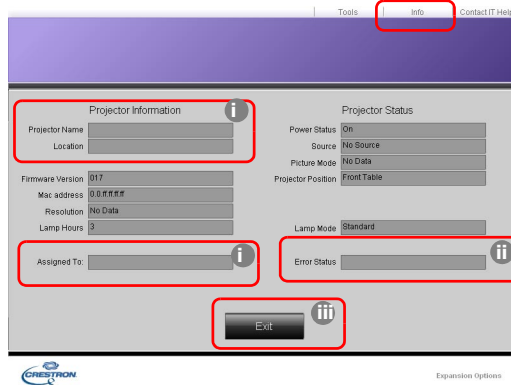 Tools Info Contact IT Help
Projector Information i Projector Status
Projector Name Power Status On
Location Source No Source
Picture Mode No Data
Firmware Version 017 Projector Position Front Table
Mac address 0.0.ff.ff.ff.ff
Resolution No Data
Lamp Hours 3 Lamp Mode Standard
Assigned To: i Error Status ii
Exit iii
CRESTRON Expansion Options